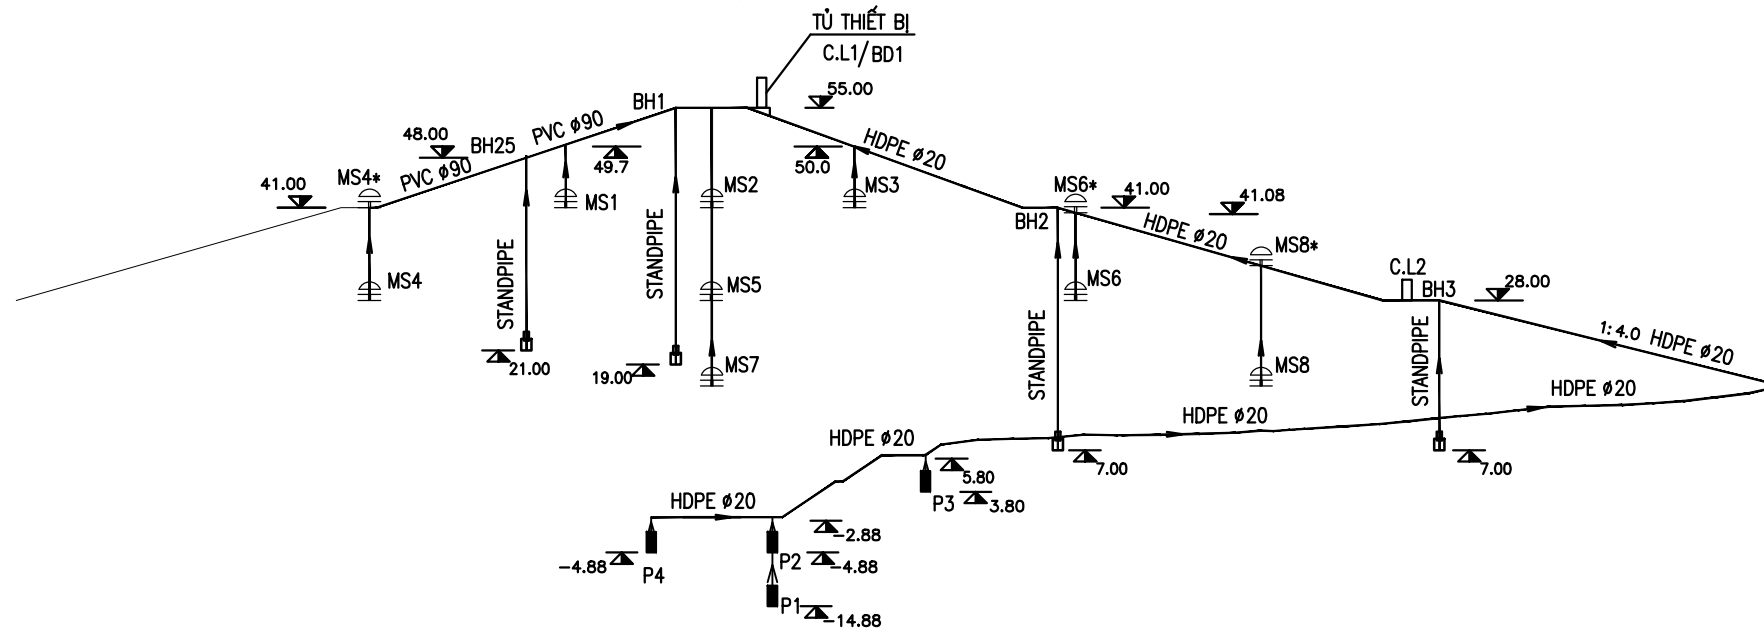 TỦ THIẾT BỊ
C.L1/BD1
55.00
BH1
PVC ø90
48.00
BH25
49.7
50.0
HDPE ø20
MS4*
PVC ø90
41.00
MS1
MS2
MS3
MS6*
41.00
41.08
BH2
HDPE ø20
MS8*
STANDPIPE
STANDPIPE
MS4
MS5
MS6
C.L2
BH3
28.00
1:4.0 HDPE ø20
21.00
19.00
MS7
STANDPIPE
MS8
STANDPIPE
HDPE ø20
HDPE ø20
HDPE ø20
7.00
7.00
5.80
P3
3.80
HDPE ø20
-2.88
-4.88
P4
P2
-4.88
P1
-14.88